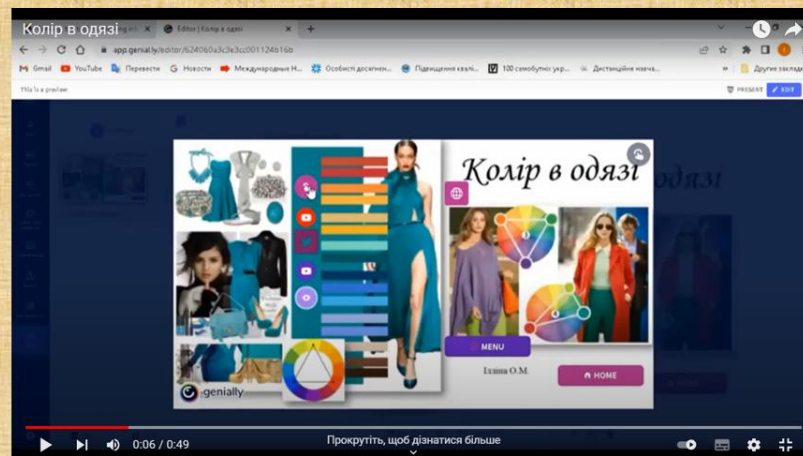 Колір в одязі
Editor | Колір в одязі
app.genial.ly/editor/624060a3c3e3cc001124b16b
Gmail YouTube Перевести Новости Международные Н... Особисті досягнен... Підвищення квалі... 100 самобутніх укр... Дистанційне навча... » Другие заклад
This is a preview
PRESENT EDIT
Колір в одязі
MENU
Ілліна О.М.
HOME
genially
0:06 / 0:49
Прокрутіть, щоб дізнатися більше